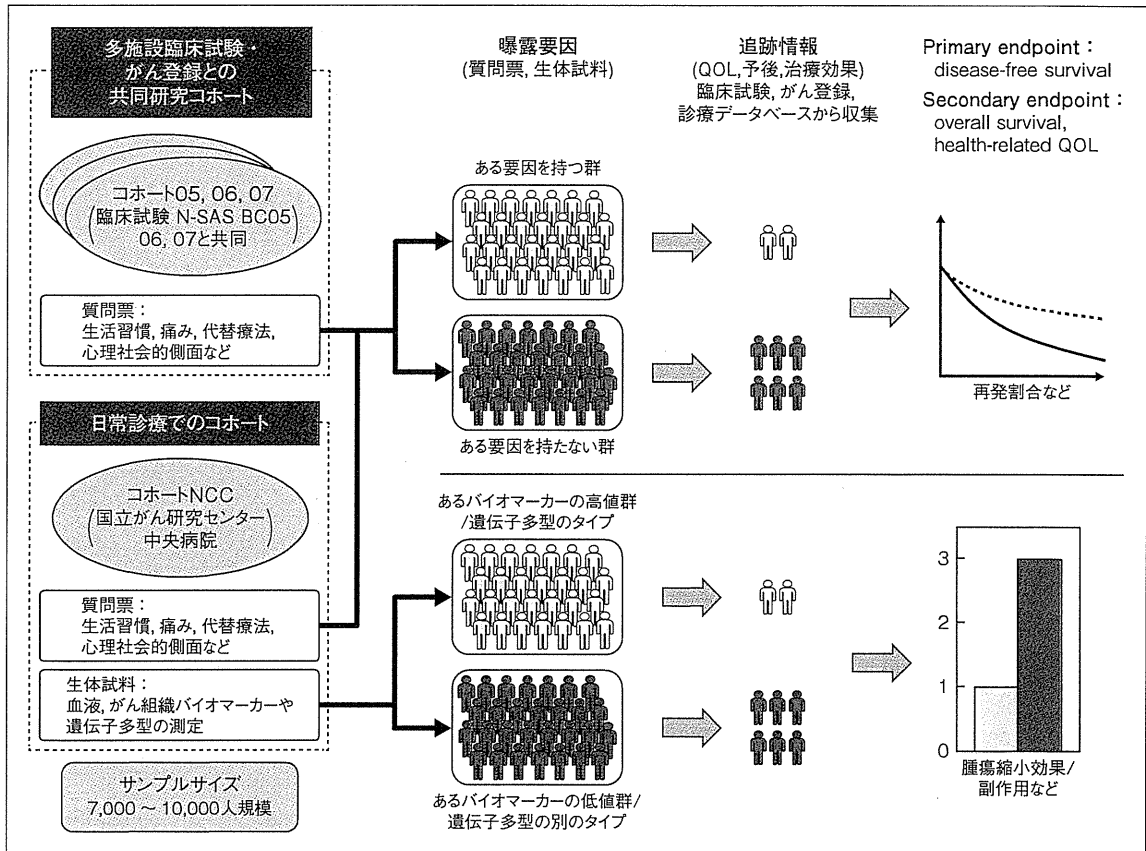 多施設臨床試験・
がん登録との
共同研究コホート
コホート05, 06, 07
(臨床試験 N-SAS BC05
06, 07と共同)
質問票：
生活習慣, 痛み, 代替療法,
心理社会的側面など
日常診療でのコホート
コホートNCC
(国立がん研究センター
中央病院)
質問票：
生活習慣, 痛み, 代替療法,
心理社会的側面など
生体試料：
血液, がん組織バイオマーカーや
遺伝子多型の測定
サンプルサイズ
7,000～10,000人規模
曝露要因
(質問票, 生体試料)
ある要因を持つ群
ある要因を持たない群
あるバイオマーカーの高値群
/遺伝子多型のタイプ
あるバイオマーカーの低値群/
遺伝子多型の別のタイプ
追跡情報
(QOL, 予後, 治療効果)
臨床試験, がん登録,
診療データベースから収集
Primary endpoint：
disease-free survival
Secondary endpoint：
overall survival,
health-related QOL
再発割合など
3
2
1
0
腫瘍縮小効果/
副作用など